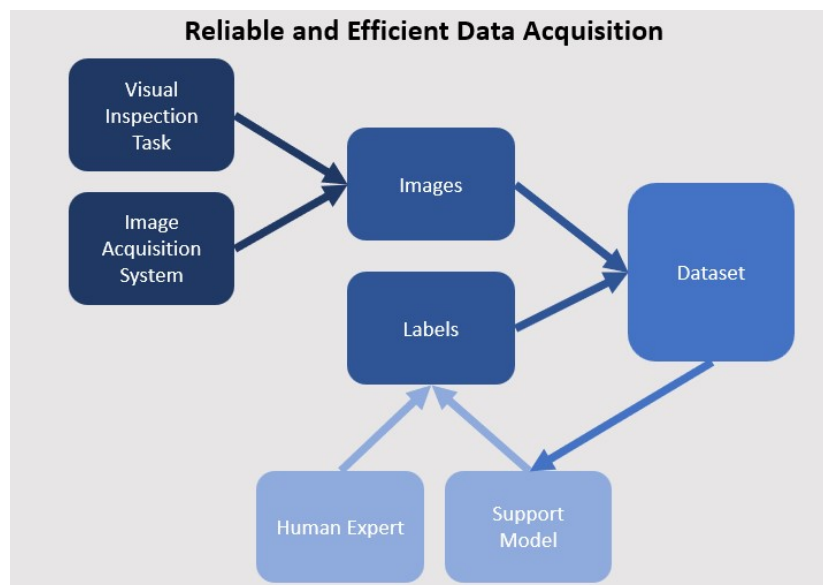 Reliable and Efficient Data Acquisition
Visual
Inspection
Task
Image
Acquisition
System
Images
Labels
Dataset
Human Expert
Support
Model